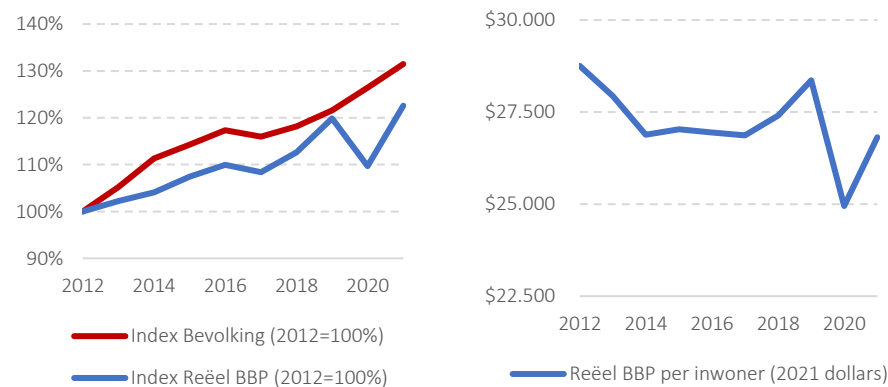 140%
130%
120%
110%
100%
90%
2012 2014 2016 2018 2020
Index Bevolking (2012=100%)
Index Reëel BBP (2012=100%)
$30.000
$27.500
$25.000
$22.500
2012 2014 2016 2018 2020
Reëel BBP per inwoner (2021 dollars)